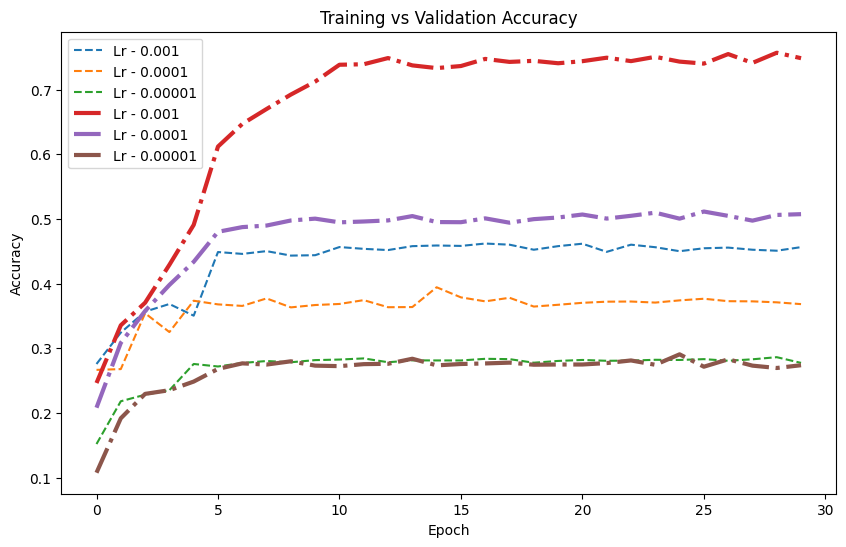 Training vs Validation Accuracy
Lr - 0.001
Lr - 0.0001
Lr - 0.00001
Lr - 0.001
Lr - 0.0001
Lr - 0.00001
Accuracy
0.7
0.6
0.5
0.4
0.3
0.2
0.1
0 5 10 15 20 25 30
Epoch